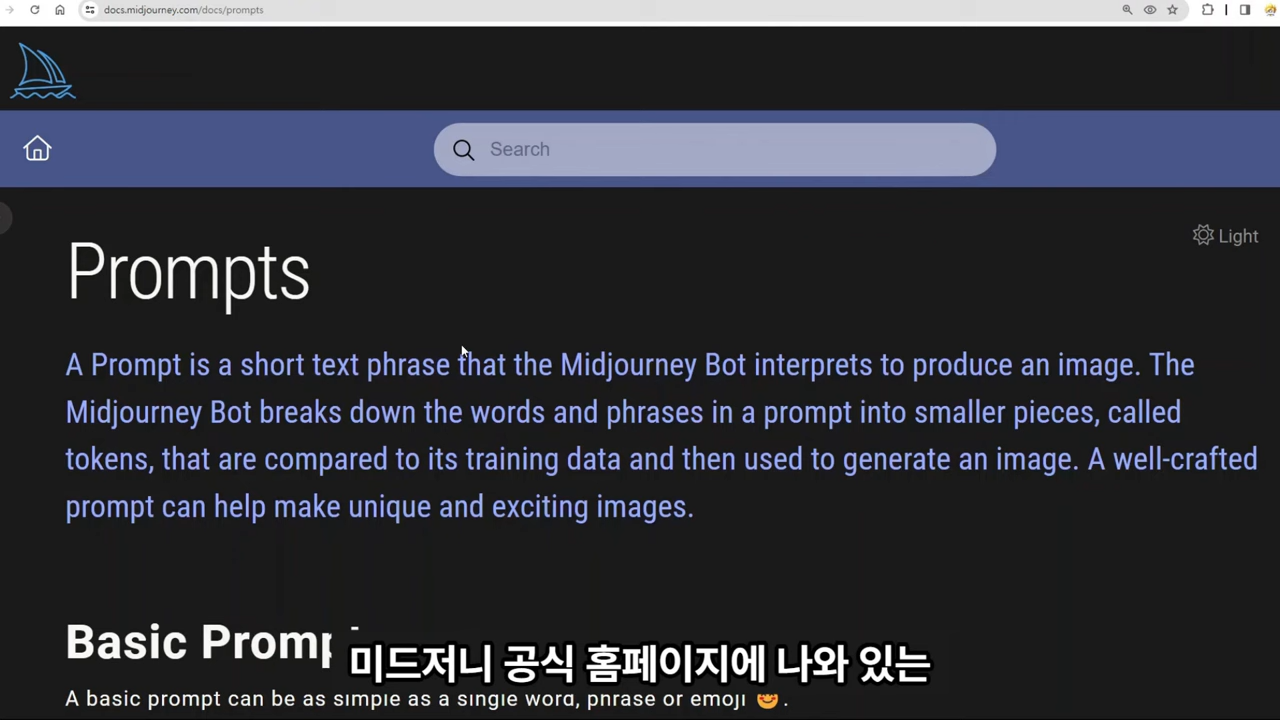 docs.midjourney.com/docs/prompts
Search
Light
Prompts
A Prompt is a short text phrase that the Midjourney Bot interprets to produce an image. The
Midjourney Bot breaks down the words and phrases in a prompt into smaller pieces, called
tokens, that are compared to its training data and then used to generate an image. A well-crafted
prompt can help make unique and exciting images.
Basic
미드저니 공식 홈페이지에 나와 있는
A basic prompt can be as simple as a single word, phrase or emoji 😊.